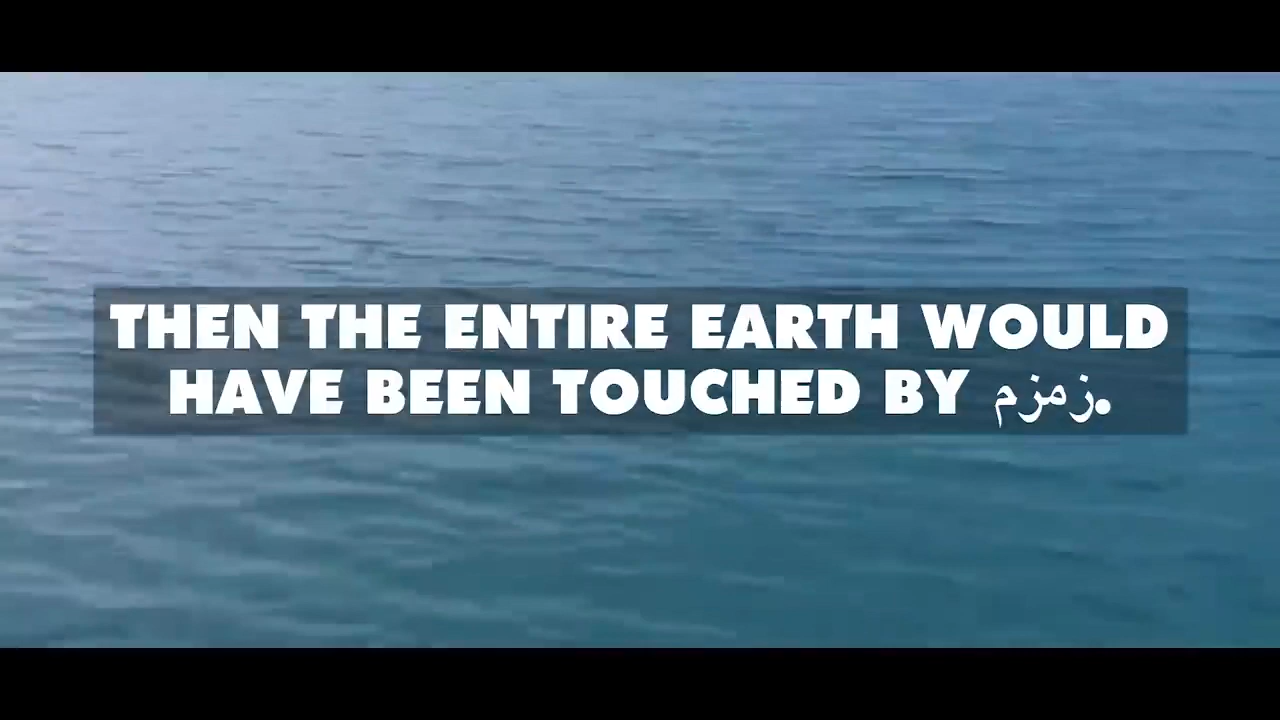 THEN THE ENTIRE EARTH WOULD
HAVE BEEN TOUCHED BY زمزم.